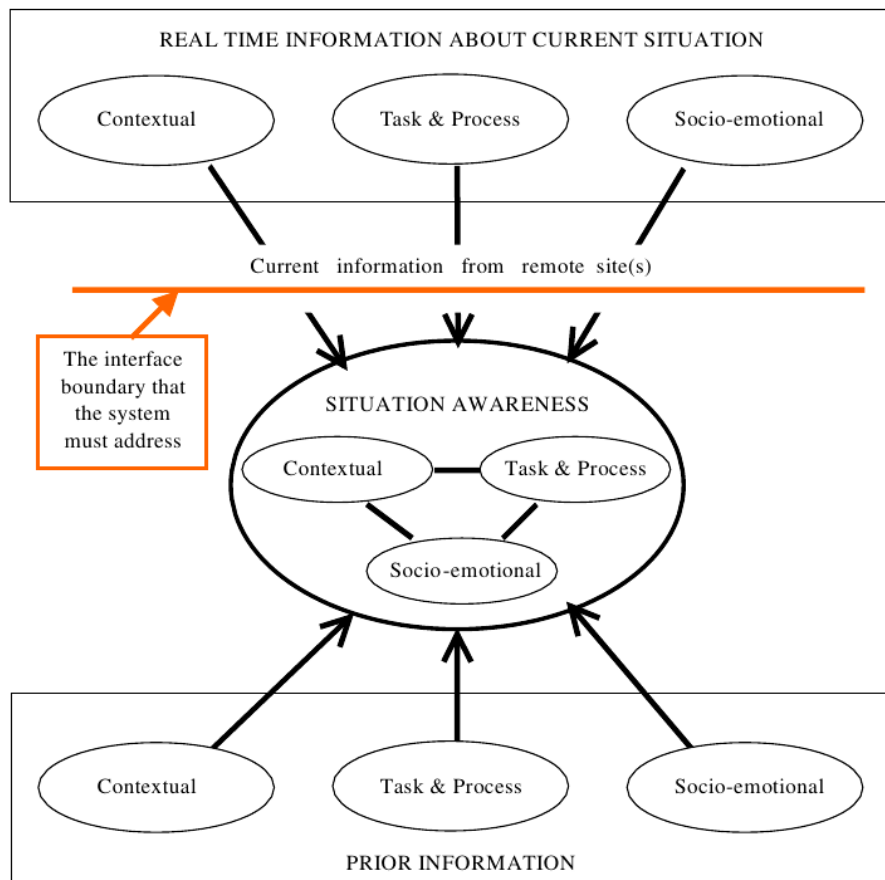 REAL TIME INFORMATION ABOUT CURRENT SITUATION
Contextual
Task & Process
Socio-emotional
Current information from remote site(s)
The interface
boundary that
the system
must address
SITUATION AWARENESS
Contextual
Task & Process
Socio-emotional
Contextual
Task & Process
Socio-emotional
PRIOR INFORMATION